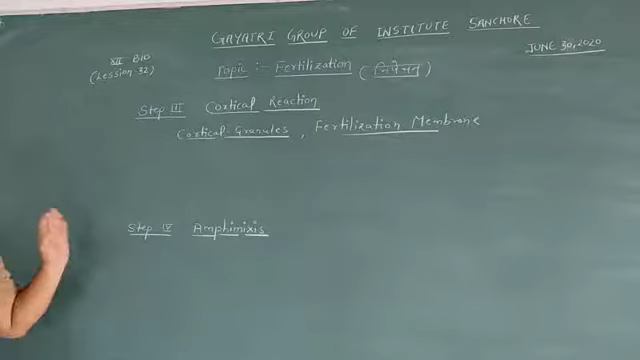 GAYATRI GROUP OF INSTITUTE SANCHORE
JUNE 30, 2020
XII BIO
(Lession-32)
Topic :- Fertilization (निषेचन)
Step III Cortical Reaction
Cortical-Granules, Fertilization Membrane
Step IV Amphimixis